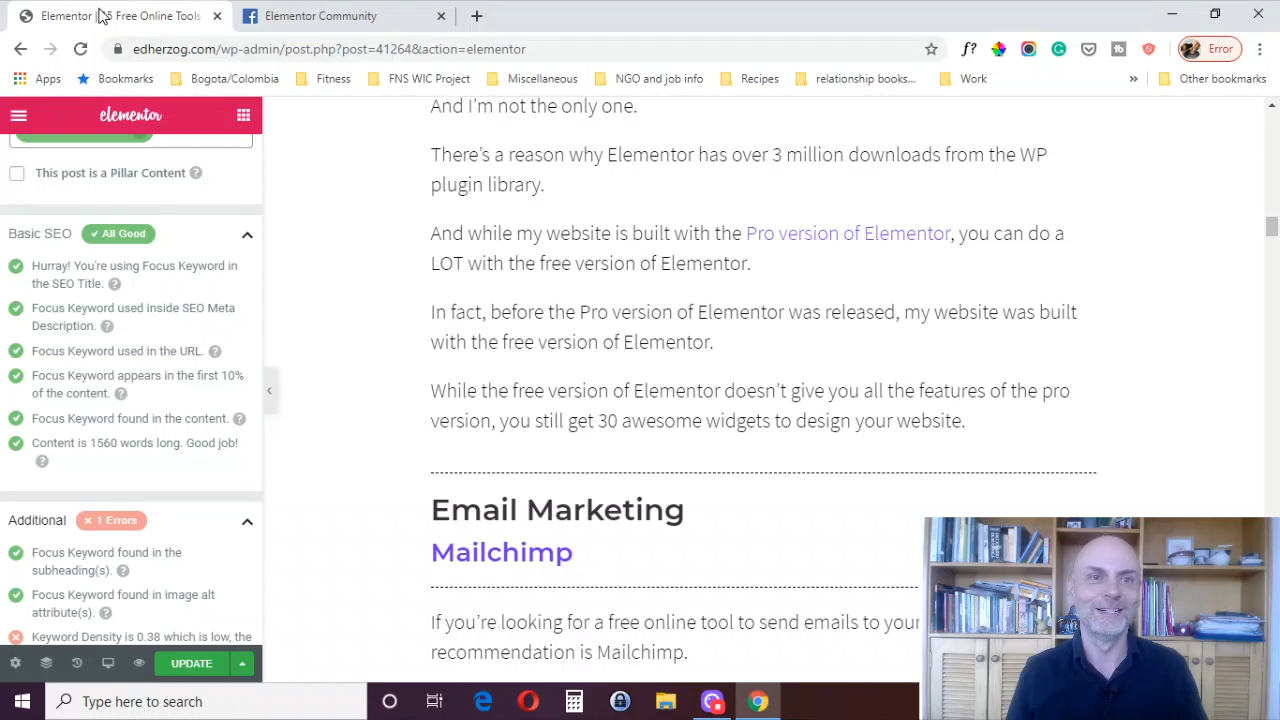 Elementor | 15 Free Online Tools
Elementor Community
edherzog.com/wp-admin/post.php?post=41264&action=elementor
f?
Error
Apps
Bookmarks
Bogota/Colombia
Fitness
FNS WIC Project
Miscellaneous
NGO and job info
Recipes
relationship books...
Work
»
Other bookmarks
elementor
This post is a Pillar Content
Basic SEO
All Good
Hurray! You're using Focus Keyword in
the SEO Title.
Focus Keyword used inside SEO Meta
Description.
Focus Keyword used in the URL.
Focus Keyword appears in the first 10%
of the content.
Focus Keyword found in the content.
Content is 1560 words long. Good job!
Additional
× 1 Errors
Focus Keyword found in the
subheading(s).
Focus Keyword found in image alt
attribute(s).
Keyword Density is 0.38 which is low, the
UPDATE
And I'm not the only one.
There's a reason why Elementor has over 3 million downloads from the WP
plugin library.
And while my website is built with the Pro version of Elementor, you can do a
LOT with the free version of Elementor.
In fact, before the Pro version of Elementor was released, my website was built
with the free version of Elementor.
While the free version of Elementor doesn't give you all the features of the pro
version, you still get 30 awesome widgets to design your website.
Email Marketing
Mailchimp
If you're looking for a free online tool to send emails to your
recommendation is Mailchimp.
Type here to search